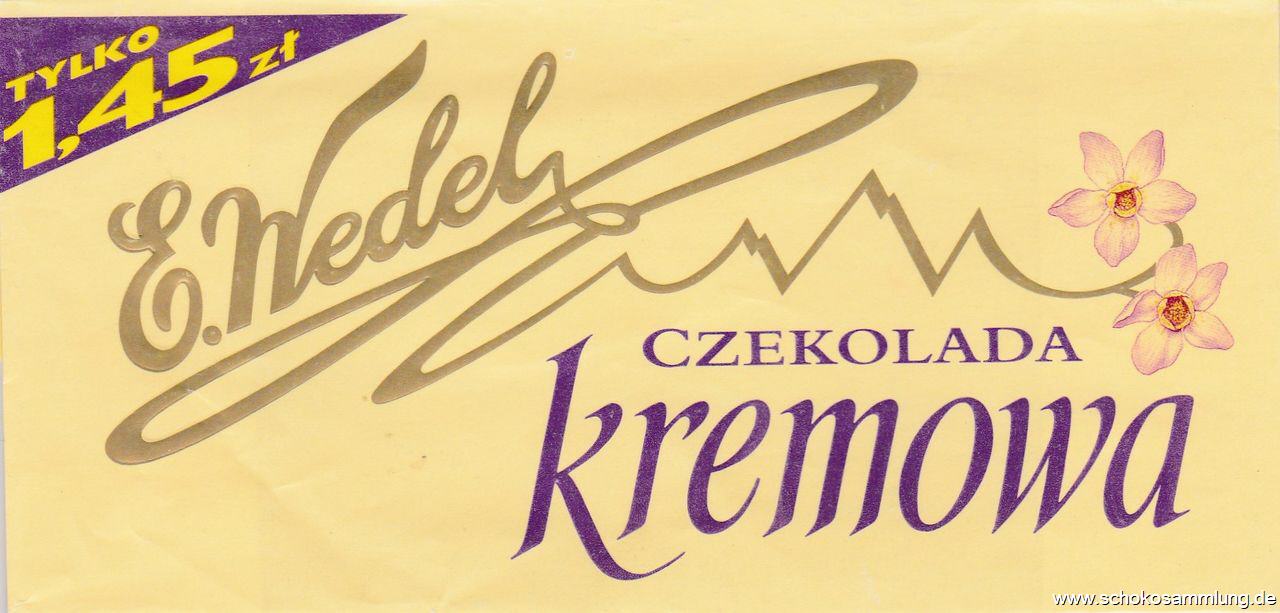 TYLKO
1,45 zł
E. Wedel
CZEKOLADA
kremowa
www.schokosammlung.de